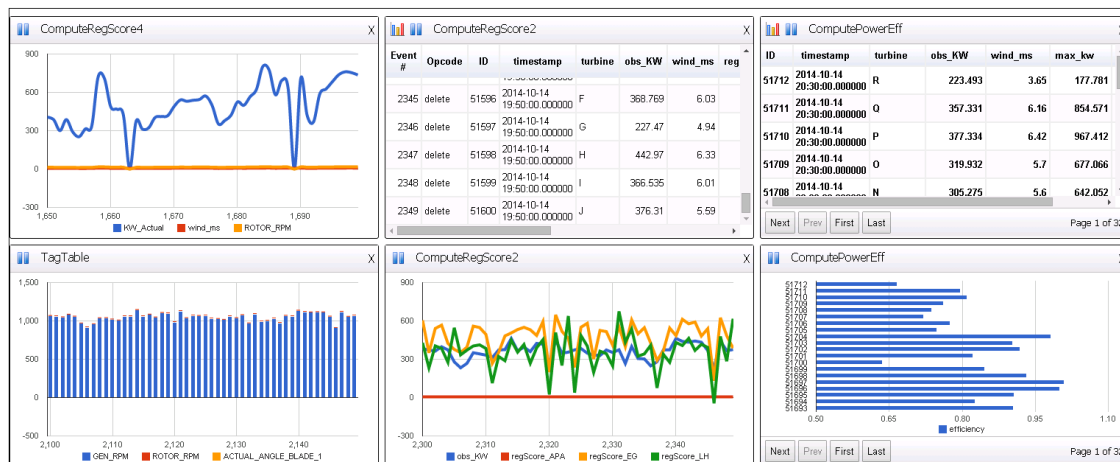 ComputeRegScore4 X
900
600
300
0
-300
1,650 1,660 1,670 1,680 1,690
KW_Actual wind_ms ROTOR_RPM
ComputeRegScore2 X
Event # Opcode ID timestamp turbine obs_KW wind_ms reg
2345 delete 51596 2014-10-14 19:50:00.000000 F 368.769 6.03
2346 delete 51597 2014-10-14 19:50:00.000000 G 227.47 4.94
2347 delete 51598 2014-10-14 19:50:00.000000 H 442.97 6.33
2348 delete 51599 2014-10-14 19:50:00.000000 I 366.535 6.01
2349 delete 51600 2014-10-14 19:50:00.000000 J 376.31 5.59
ComputePowerEff
ID timestamp turbine obs_KW wind_ms max_kw
51712 2014-10-14 20:30:00.000000 R 223.493 3.65 177.781
51711 2014-10-14 20:30:00.000000 Q 357.331 6.16 854.571
51710 2014-10-14 20:30:00.000000 P 377.334 6.42 967.412
51709 2014-10-14 20:30:00.000000 O 319.932 5.7 677.066
51708 2014-10-14 N 305.275 5.6 642.052
Next Prev First Last Page 1 of 32
TagTable X
1,500
1,000
500
0
-500
2,100 2,110 2,120 2,130 2,140
GEN_RPM ROTOR_RPM ACTUAL_ANGLE_BLADE_1
ComputeRegScore2 X
900
600
300
0
-300
2,300 2,310 2,320 2,330 2,340
obs_KW regScore_APA regScore_EG regScore_LH
ComputePowerEff
51712
51711
51710
51709
51708
51707
51706
51705
51704
51703
51702
51701
51700
51699
51698
51697
51696
51695
51694
51693
0.50 0.65 0.80 0.95 1.10
efficiency
Next Prev First Last Page 1 of 3